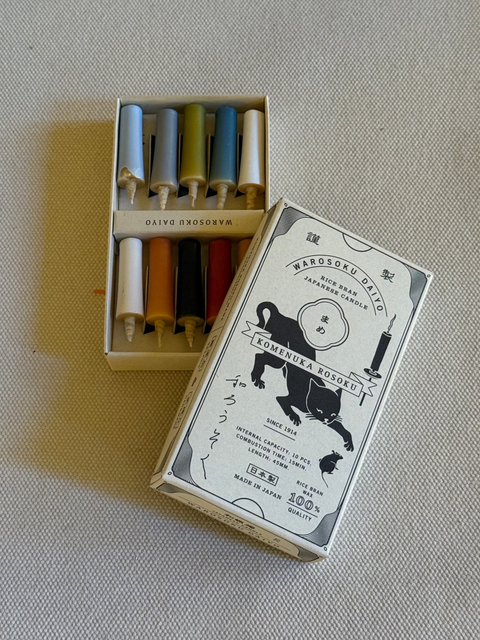 WAROSOKU DAIYO
謹製
WAROSOKU DAIYO
RICE BRAN
JAPANESE CANDLE
まめ
KOMENUKA ROSOKU
和ろうそく
SINCE 1914
INTERNAL CAPACITY: 10 PCS.
COMBUSTION TIME: 15MIN
LENGTH: 45MM
日本製
MADE IN JAPAN
RICE BRAN
WAX
100%
QUALITY